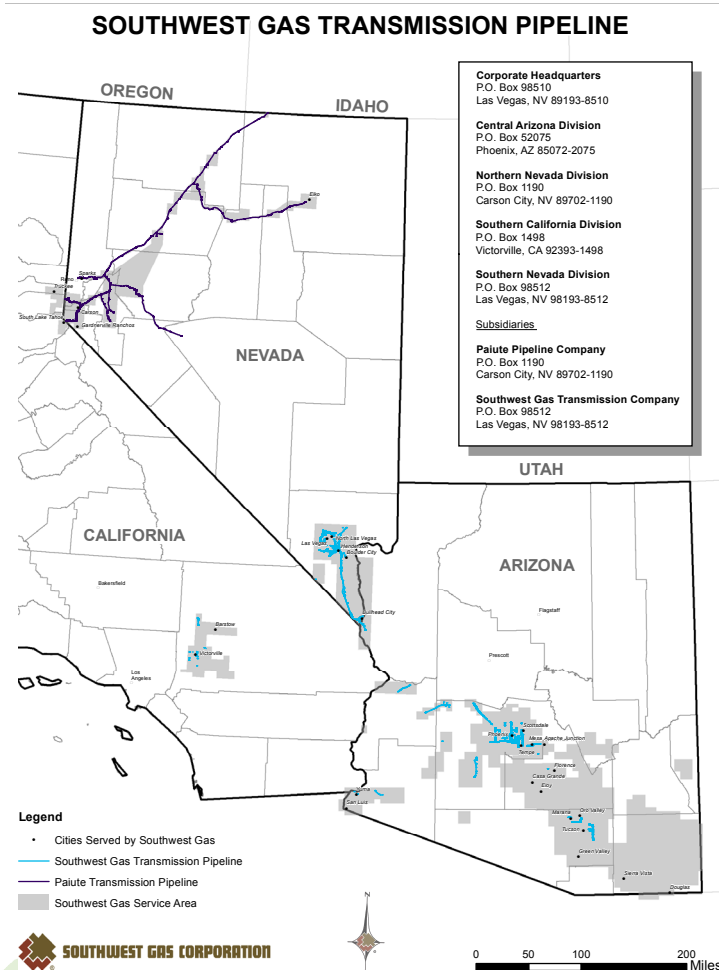 SOUTHWEST GAS TRANSMISSION PIPELINE
OREGON
IDAHO
Corporate Headquarters
P.O. Box 98510
Las Vegas, NV 89193-8510
Central Arizona Division
P.O. Box 52075
Phoenix, AZ 85072-2075
Northern Nevada Division
P.O. Box 1190
Carson City, NV 89702-1190
Southern California Division
P.O. Box 1498
Victorville, CA 92393-1498
Southern Nevada Division
P.O. Box 98512
Las Vegas, NV 98193-8512
Subsidiaries
Paiute Pipeline Company
P.O. Box 1190
Carson City, NV 89702-1190
Southwest Gas Transmission Company
P.O. Box 98512
Las Vegas, NV 98193-8512
Elko
Sparks
Reno
Truckee
Carson
South Lake Tahoe
Gardnerville Ranchos
NEVADA
UTAH
CALIFORNIA
North Las Vegas
Las Vegas
Henderson
Boulder City
ARIZONA
Bakersfield
Bullhead City
Flagstaff
Barstow
Victorville
Prescott
Los
Angeles
Scottsdale
Phoenix
Mesa
Apache Junction
Tempe
Florence
Casa Grande
Eloy
Yuma
San Luiz
Marana
Oro Valley
Tucson
Green Valley
Sierra Vista
Douglas
Legend
Cities Served by Southwest Gas
Southwest Gas Transmission Pipeline
Paiute Transmission Pipeline
Southwest Gas Service Area
SOUTHWEST GAS CORPORATION
N
0 50 100 200
Miles